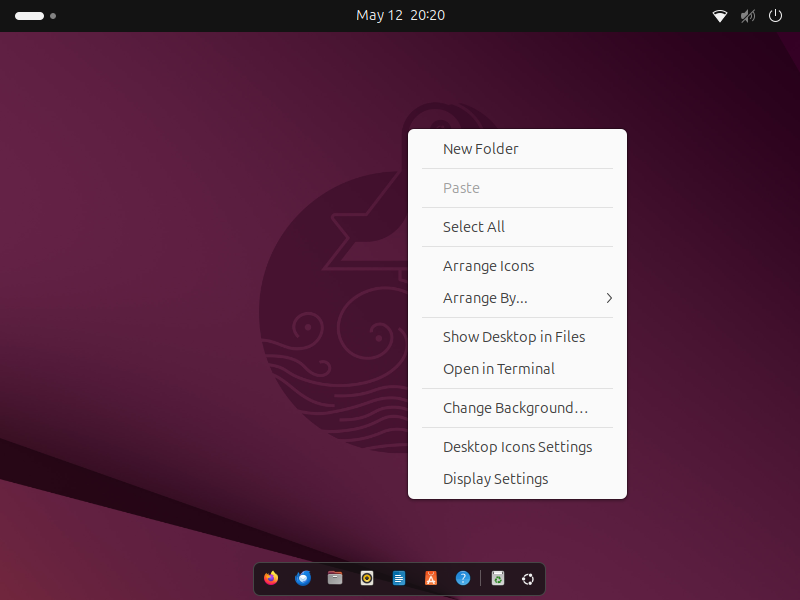 May 12 20:20
New Folder
Paste
Select All
Arrange Icons
Arrange By...
Show Desktop in Files
Open in Terminal
Change Background…
Desktop Icons Settings
Display Settings